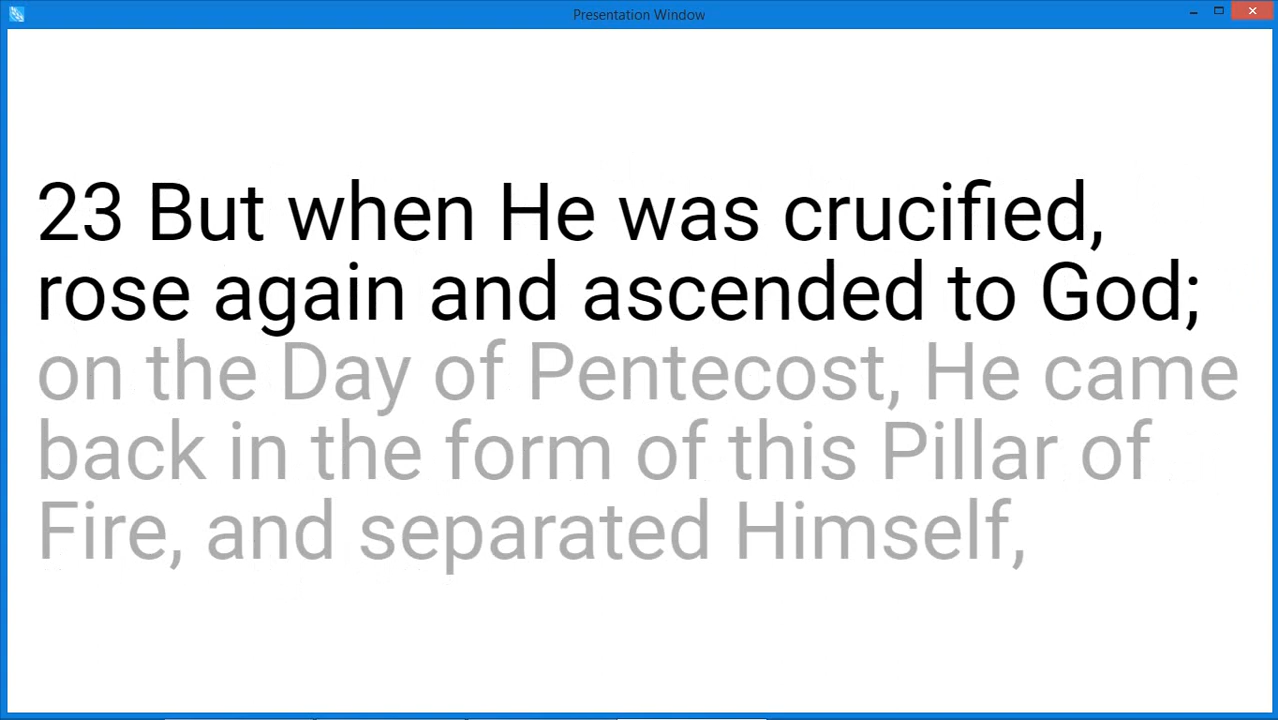 Presentation Window
23 But when He was crucified,
rose again and ascended to God;
on the Day of Pentecost, He came
back in the form of this Pillar of
Fire, and separated Himself,